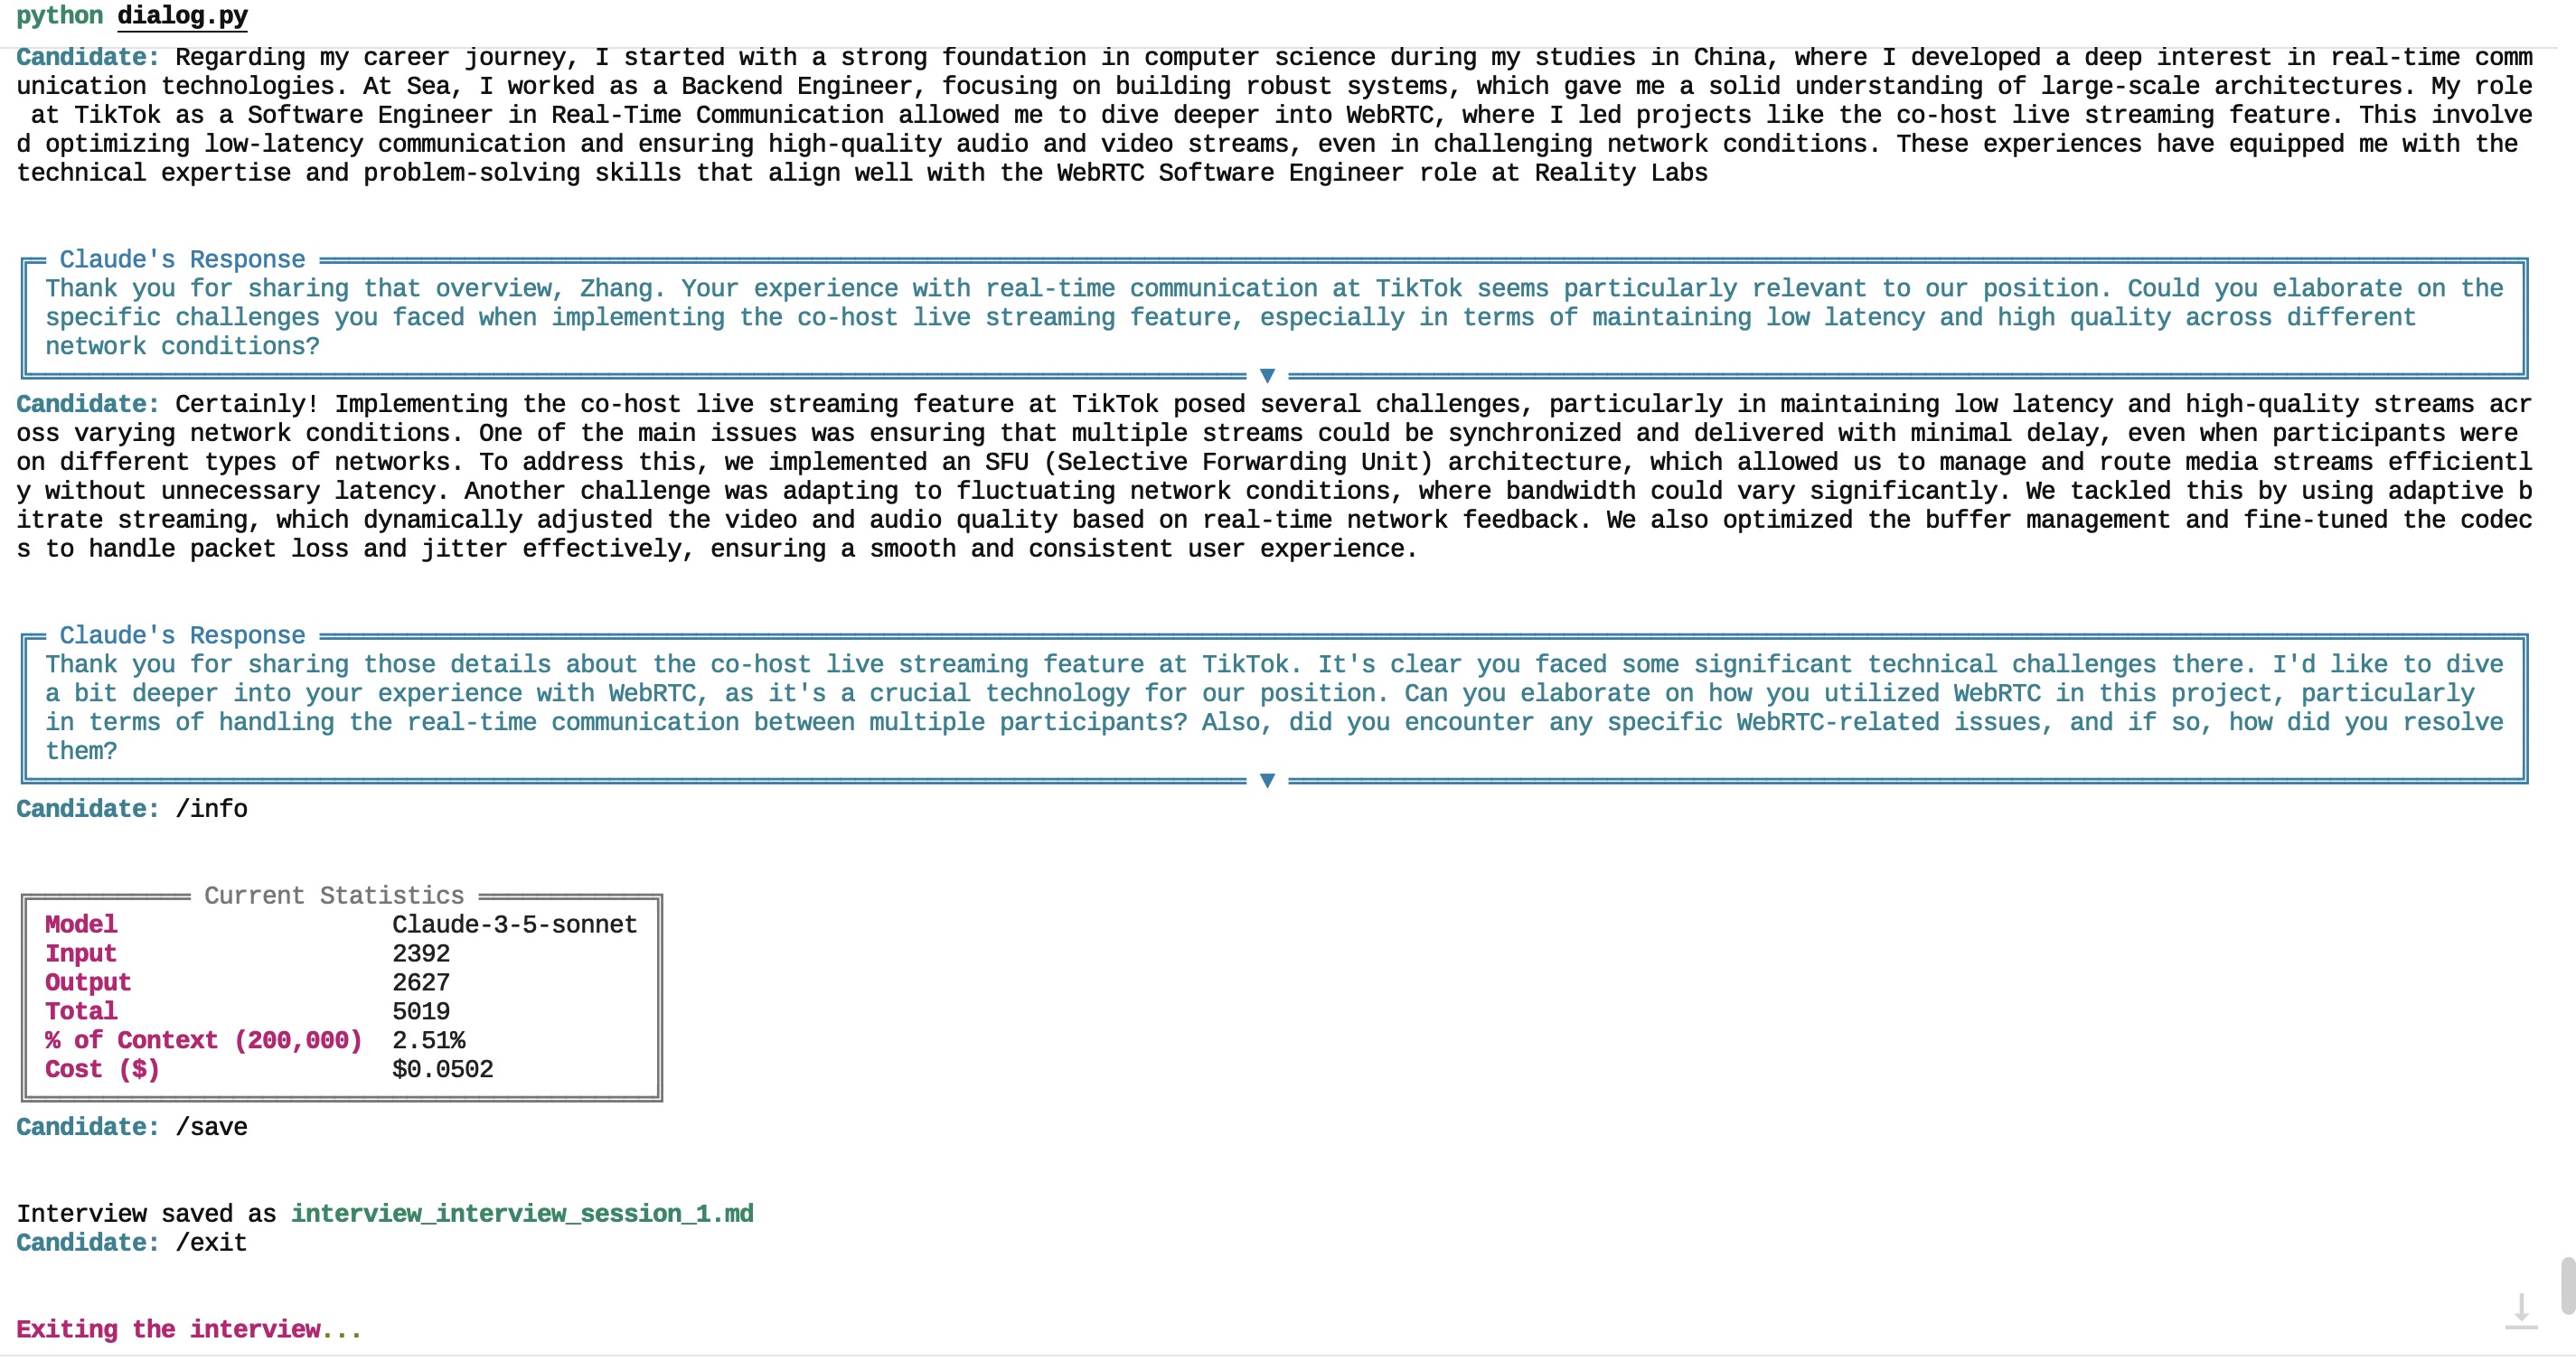 python dialog.py
Candidate: Regarding my career journey, I started with a strong foundation in computer science during my studies in China, where I developed a deep interest in real-time comm
unication technologies. At Sea, I worked as a Backend Engineer, focusing on building robust systems, which gave me a solid understanding of large-scale architectures. My role
 at TikTok as a Software Engineer in Real-Time Communication allowed me to dive deeper into WebRTC, where I led projects like the co-host live streaming feature. This involve
d optimizing low-latency communication and ensuring high-quality audio and video streams, even in challenging network conditions. These experiences have equipped me with the
technical expertise and problem-solving skills that align well with the WebRTC Software Engineer role at Reality Labs
Claude's Response
Thank you for sharing that overview, Zhang. Your experience with real-time communication at TikTok seems particularly relevant to our position. Could you elaborate on the
specific challenges you faced when implementing the co-host live streaming feature, especially in terms of maintaining low latency and high quality across different
network conditions?
▼
Candidate: Certainly! Implementing the co-host live streaming feature at TikTok posed several challenges, particularly in maintaining low latency and high-quality streams acr
oss varying network conditions. One of the main issues was ensuring that multiple streams could be synchronized and delivered with minimal delay, even when participants were
on different types of networks. To address this, we implemented an SFU (Selective Forwarding Unit) architecture, which allowed us to manage and route media streams efficientl
y without unnecessary latency. Another challenge was adapting to fluctuating network conditions, where bandwidth could vary significantly. We tackled this by using adaptive b
itrate streaming, which dynamically adjusted the video and audio quality based on real-time network feedback. We also optimized the buffer management and fine-tuned the codec
s to handle packet loss and jitter effectively, ensuring a smooth and consistent user experience.
Claude's Response
Thank you for sharing those details about the co-host live streaming feature at TikTok. It's clear you faced some significant technical challenges there. I'd like to dive
a bit deeper into your experience with WebRTC, as it's a crucial technology for our position. Can you elaborate on how you utilized WebRTC in this project, particularly
in terms of handling the real-time communication between multiple participants? Also, did you encounter any specific WebRTC-related issues, and if so, how did you resolve
them?
▼
Candidate: /info
Current Statistics
Model Claude-3-5-sonnet
Input 2392
Output 2627
Total 5019
% of Context (200,000) 2.51%
Cost ($) $0.0502
Candidate: /save
Interview saved as interview_interview_session_1.md
Candidate: /exit
Exiting the interview...